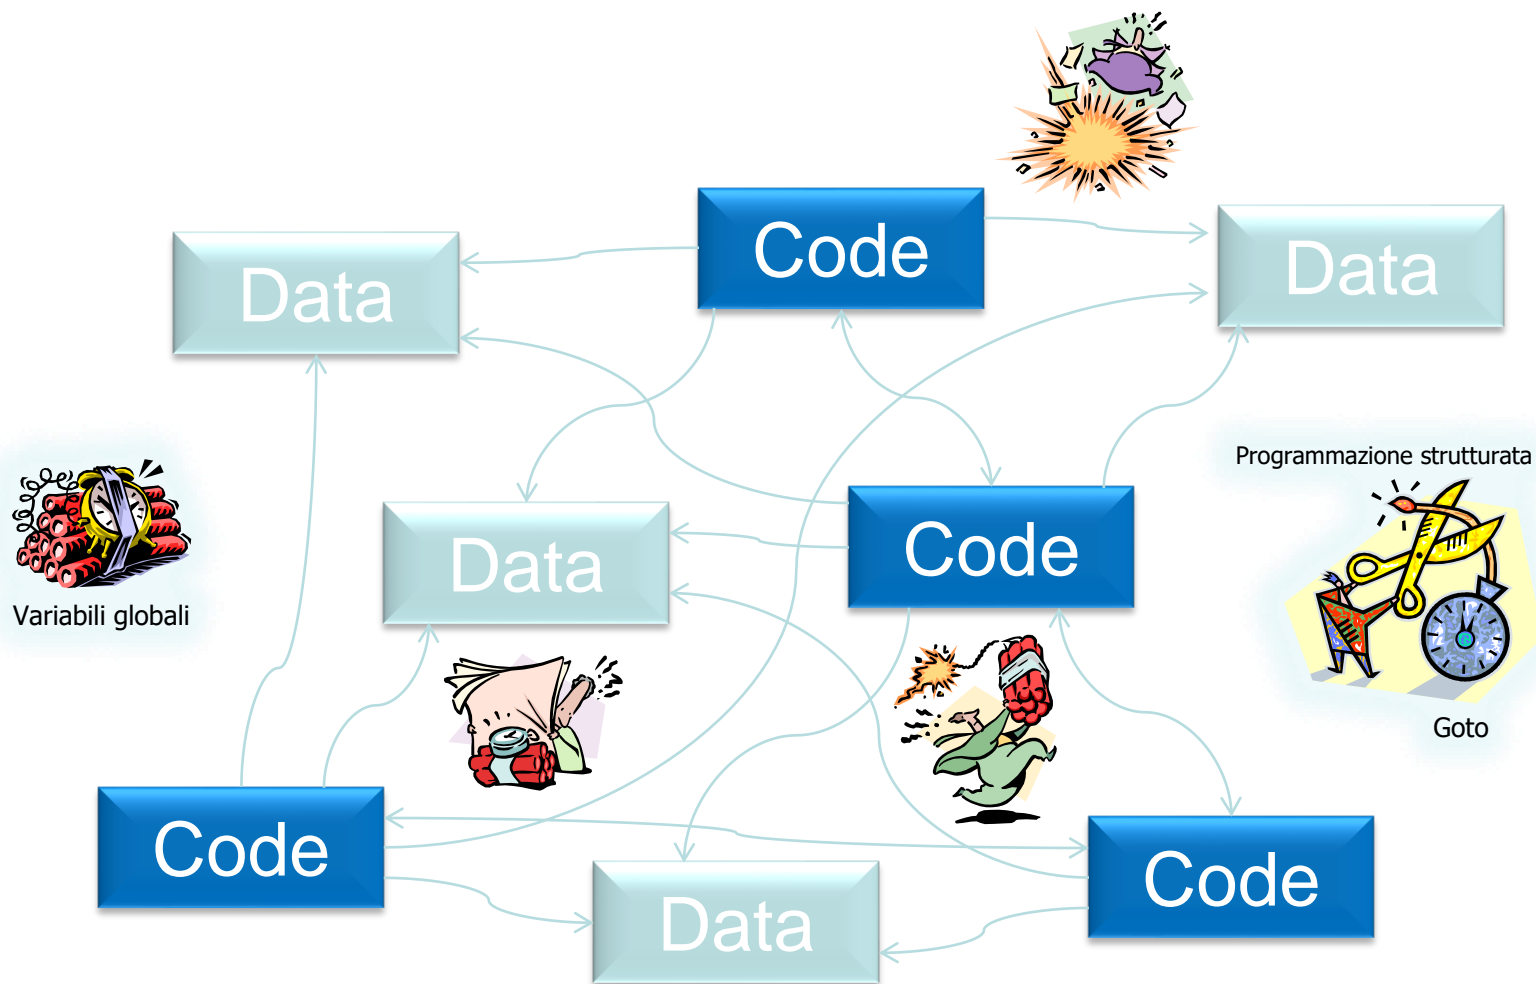 Code
Data
Data
Programmazione strutturata
Data
Code
Variabili globali
Goto
Code
Code
Data